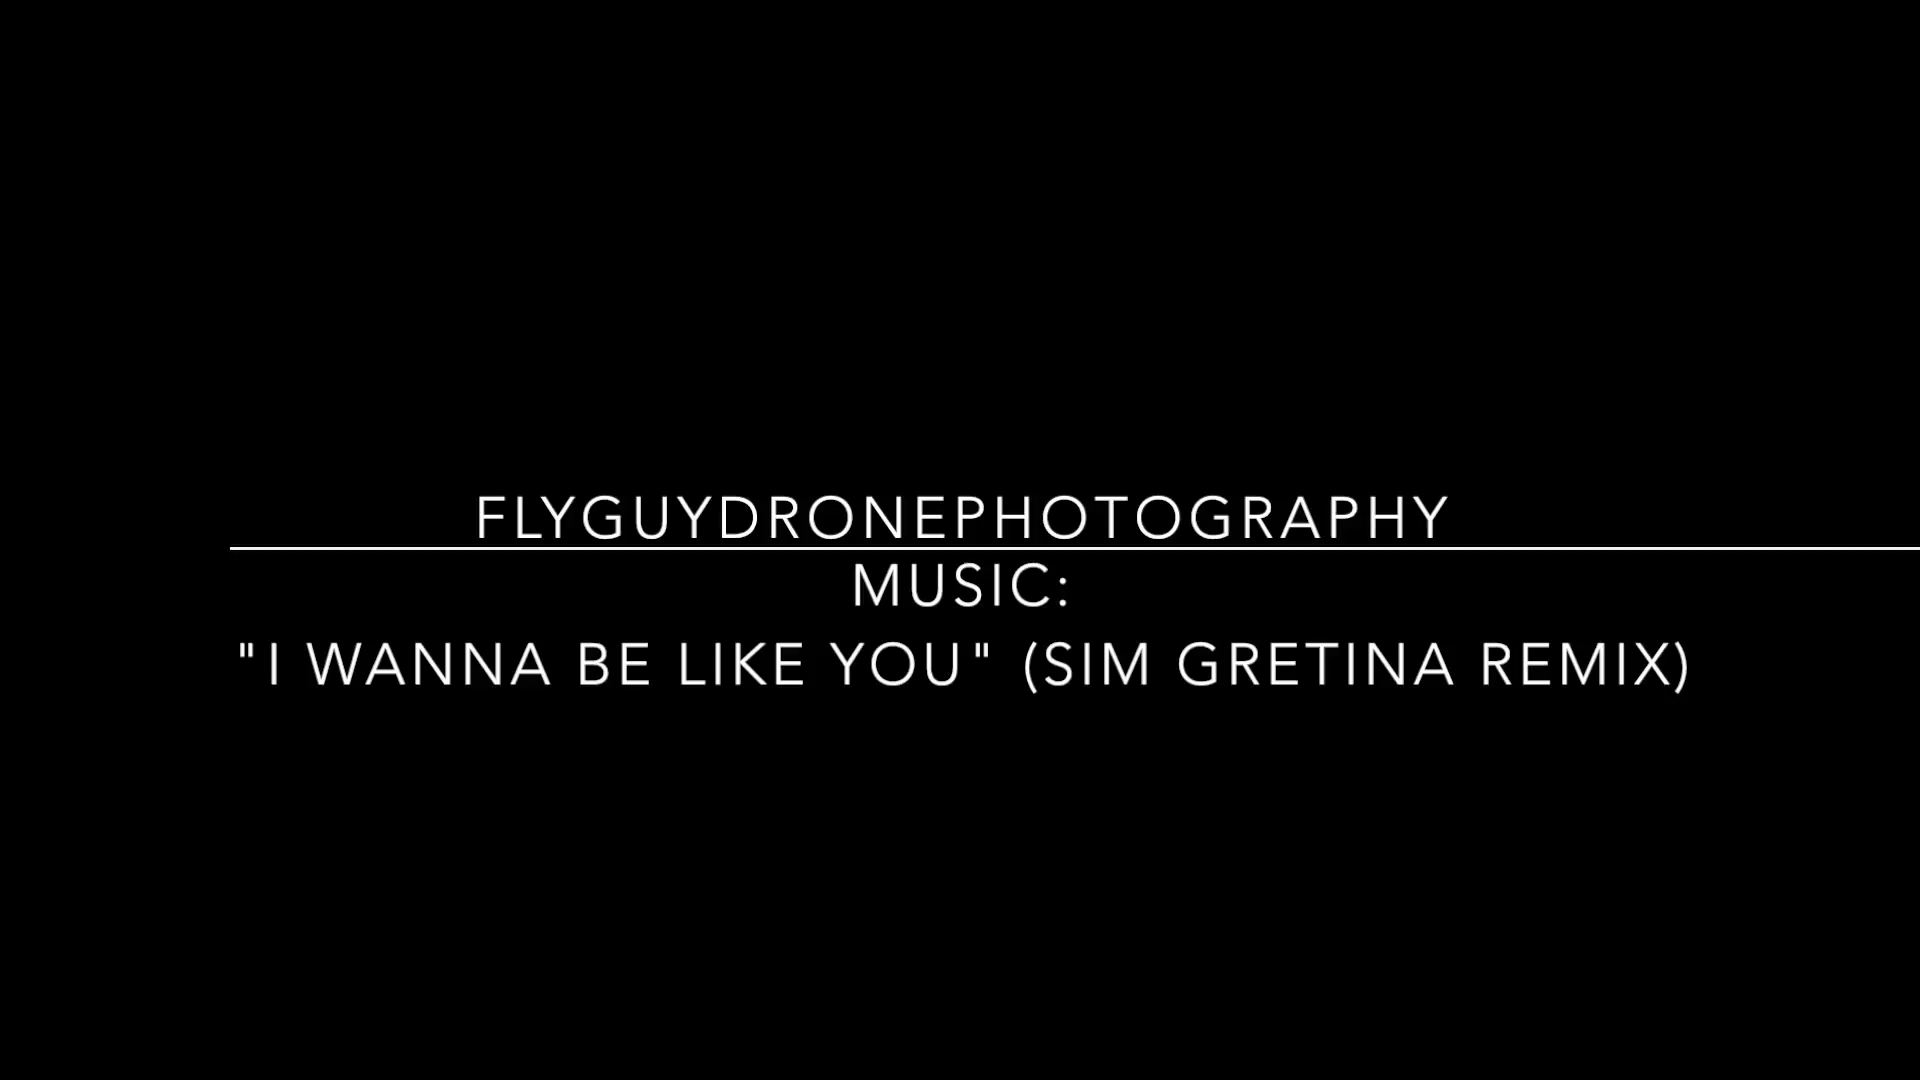 FLYGUYDRONEPHOTOGRAPHY
MUSIC:
"I WANNA BE LIKE YOU" (SIM GRETINA REMIX)